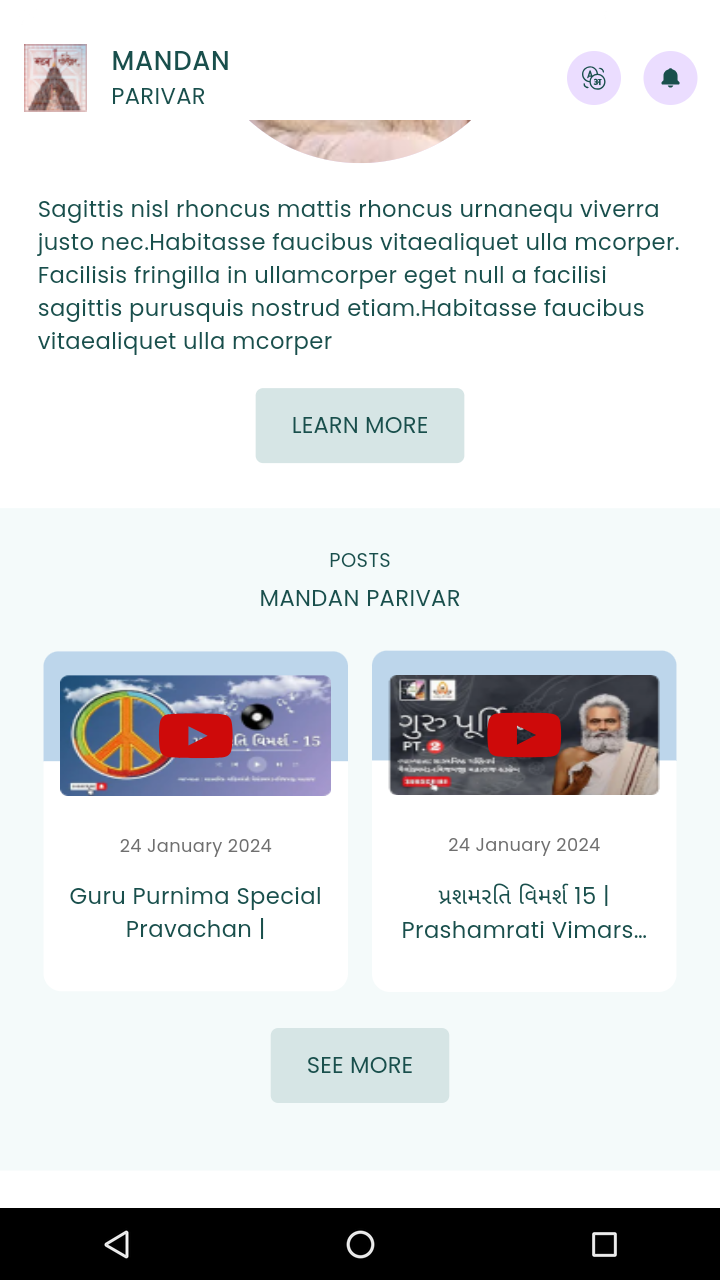 MANDAN
PARIVAR
Sagittis nisl rhoncus mattis rhoncus urnanequ viverra
justo nec.Habitasse faucibus vitaealiquet ulla mcorper.
Facilisis fringilla in ullamcorper eget null a facilisi
sagittis purusquis nostrud etiam.Habitasse faucibus
vitaealiquet ulla mcorper
LEARN MORE
POSTS
MANDAN PARIVAR
વિમર્શ - 15
ગુરુ
PT. 2
SUBSCRIBE
24 January 2024
24 January 2024
Guru Purnima Special
Pravachan |
પ્રશમરતિ વિમર્શ 15 |
Prashamrati Vimars...
SEE MORE